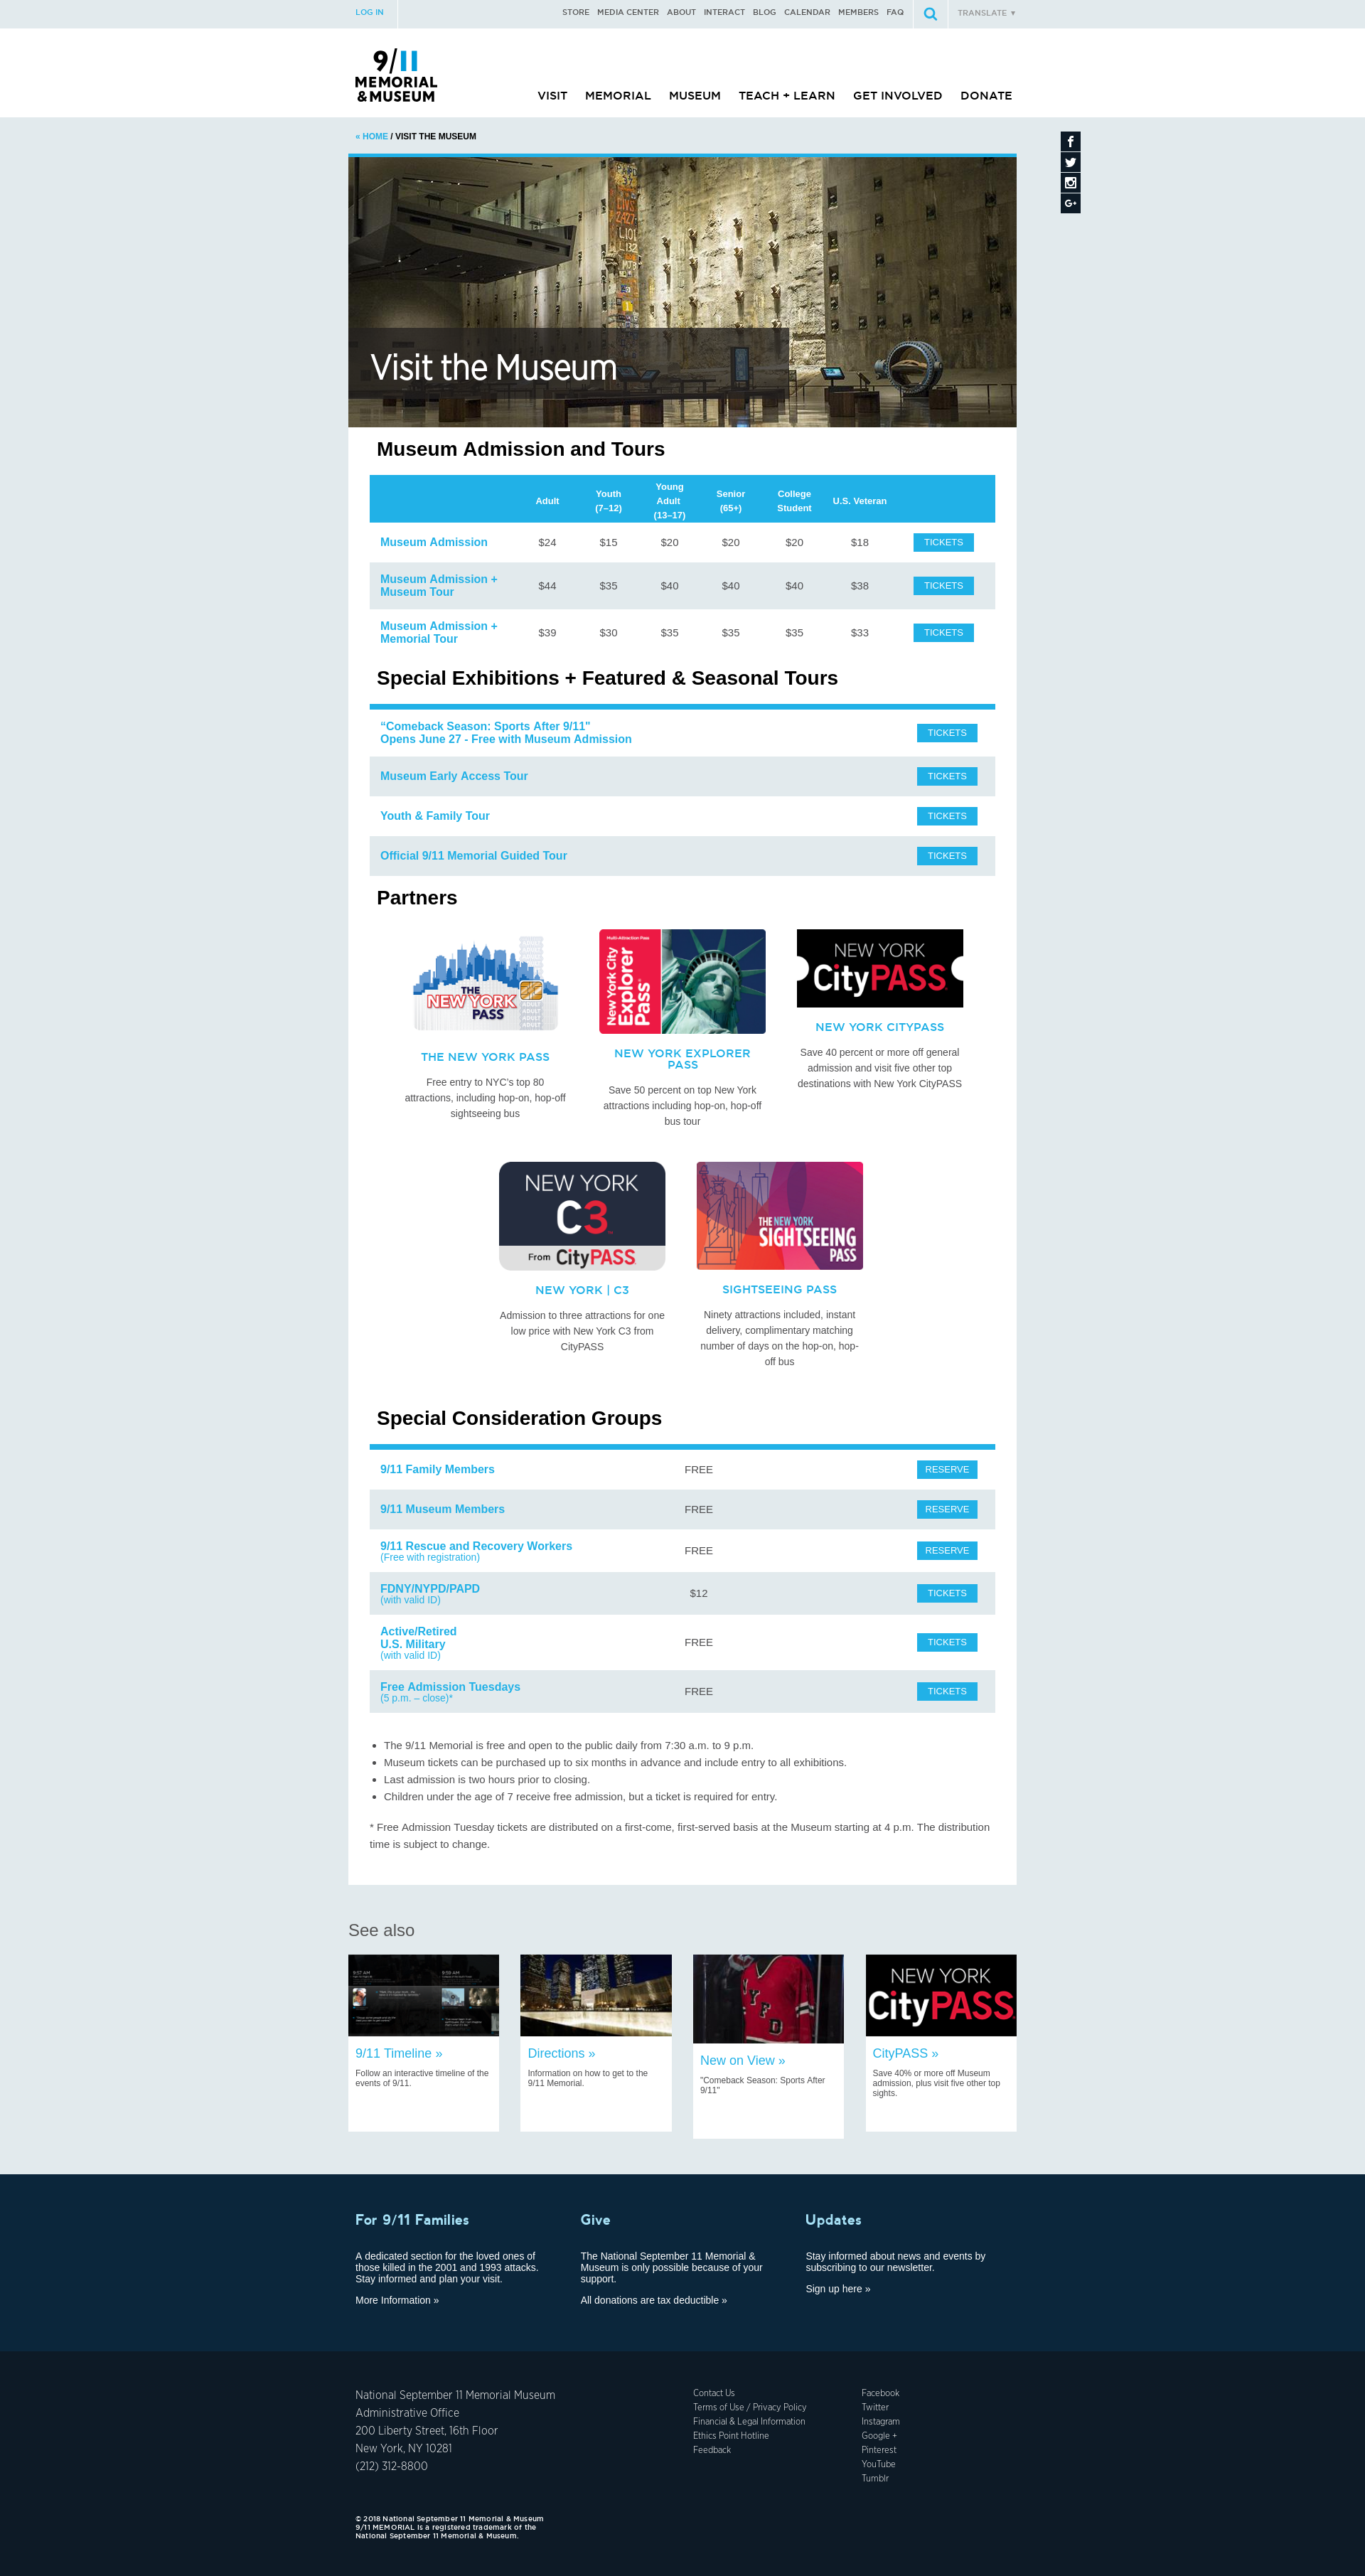 LOG IN
STORE MEDIA CENTER ABOUT INTERACT BLOG CALENDAR MEMBERS FAQ
TRANSLATE ▼
9/11
MEMORIAL
&MUSEUM
VISIT MEMORIAL MUSEUM TEACH + LEARN GET INVOLVED DONATE
« HOME / VISIT THE MUSEUM
Visit the Museum
Museum Admission and Tours
Adult
Youth
(7–12)
Young
Adult
(13–17)
Senior
(65+)
College
Student
U.S. Veteran
Museum Admission $24 $15 $20 $20 $20 $18 TICKETS
Museum Admission +
Museum Tour
$44 $35 $40 $40 $40 $38 TICKETS
Museum Admission +
Memorial Tour
$39 $30 $35 $35 $35 $33 TICKETS
Special Exhibitions + Featured & Seasonal Tours
“Comeback Season: Sports After 9/11"
Opens June 27 - Free with Museum Admission
TICKETS
Museum Early Access Tour TICKETS
Youth & Family Tour TICKETS
Official 9/11 Memorial Guided Tour TICKETS
Partners
THE
NEW YORK
PASS
ADULT
ADULT
ADULT
ADULT
THE NEW YORK PASS
Free entry to NYC's top 80
attractions, including hop-on, hop-off
sightseeing bus
Multi-Attraction Pass
New York City
Explorer
Pass
NEW YORK EXPLORER
PASS
Save 50 percent on top New York
attractions including hop-on, hop-off
bus tour
NEW YORK
CityPASS
NEW YORK CITYPASS
Save 40 percent or more off general
admission and visit five other top
destinations with New York CityPASS
NEW YORK
C3
From CityPASS
NEW YORK | C3
Admission to three attractions for one
low price with New York C3 from
CityPASS
THE NEW YORK
SIGHTSEEING
PASS
SIGHTSEEING PASS
Ninety attractions included, instant
delivery, complimentary matching
number of days on the hop-on, hop-
off bus
Special Consideration Groups
9/11 Family Members FREE RESERVE
9/11 Museum Members FREE RESERVE
9/11 Rescue and Recovery Workers
(Free with registration)
FREE RESERVE
FDNY/NYPD/PAPD
(with valid ID)
$12 TICKETS
Active/Retired
U.S. Military
(with valid ID)
FREE TICKETS
Free Admission Tuesdays
(5 p.m. – close)*
FREE TICKETS
• The 9/11 Memorial is free and open to the public daily from 7:30 a.m. to 9 p.m.
• Museum tickets can be purchased up to six months in advance and include entry to all exhibitions.
• Last admission is two hours prior to closing.
• Children under the age of 7 receive free admission, but a ticket is required for entry.
* Free Admission Tuesday tickets are distributed on a first-come, first-served basis at the Museum starting at 4 p.m. The distribution
time is subject to change.
See also
9/11 Timeline »
Follow an interactive timeline of the
events of 9/11.
Directions »
Information on how to get to the
9/11 Memorial.
New on View »
"Comeback Season: Sports After
9/11"
NEW YORK
CityPASS
CityPASS »
Save 40% or more off Museum
admission, plus visit five other top
sights.
For 9/11 Families
A dedicated section for the loved ones of
those killed in the 2001 and 1993 attacks.
Stay informed and plan your visit.
More Information »
Give
The National September 11 Memorial &
Museum is only possible because of your
support.
All donations are tax deductible »
Updates
Stay informed about news and events by
subscribing to our newsletter.
Sign up here »
National September 11 Memorial Museum
Administrative Office
200 Liberty Street, 16th Floor
New York, NY 10281
(212) 312-8800
Contact Us
Terms of Use / Privacy Policy
Financial & Legal Information
Ethics Point Hotline
Feedback
Facebook
Twitter
Instagram
Google +
Pinterest
YouTube
Tumblr
© 2018 National September 11 Memorial & Museum
9/11 MEMORIAL is a registered trademark of the
National September 11 Memorial & Museum.